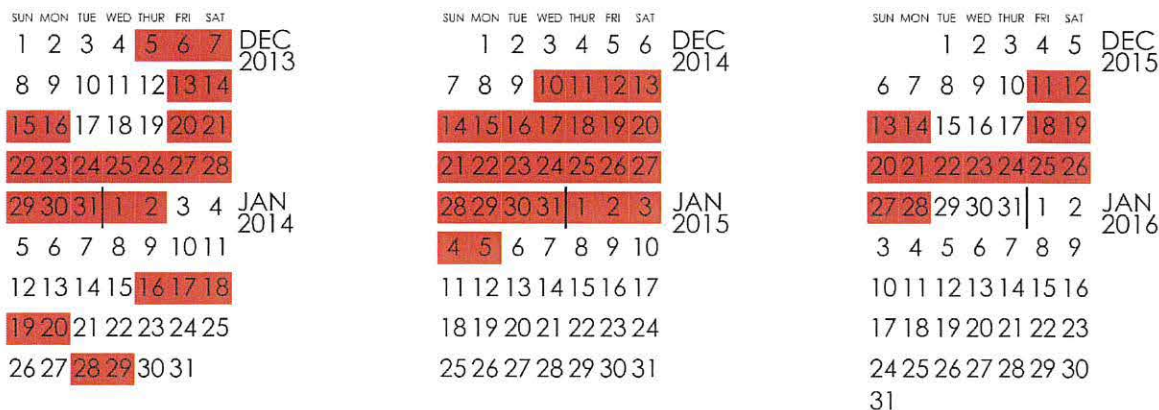 SUN MON TUE WED THUR FRI SAT
1 2 3 4 5 6 7 DEC 2013
8 9 10 11 12 13 14
15 16 17 18 19 20 21
22 23 24 25 26 27 28
29 30 31 1 2 3 4 JAN 2014
5 6 7 8 9 10 11
12 13 14 15 16 17 18
19 20 21 22 23 24 25
26 27 28 29 30 31
SUN MON TUE WED THUR FRI SAT
1 2 3 4 5 6 DEC 2014
7 8 9 10 11 12 13
14 15 16 17 18 19 20
21 22 23 24 25 26 27
28 29 30 31 1 2 3 JAN 2015
4 5 6 7 8 9 10
11 12 13 14 15 16 17
18 19 20 21 22 23 24
25 26 27 28 29 30 31
SUN MON TUE WED THUR FRI SAT
1 2 3 4 5 DEC 2015
6 7 8 9 10 11 12
13 14 15 16 17 18 19
20 21 22 23 24 25 26
27 28 29 30 31 1 2 JAN 2016
3 4 5 6 7 8 9
10 11 12 13 14 15 16
17 18 19 20 21 22 23
24 25 26 27 28 29 30
31